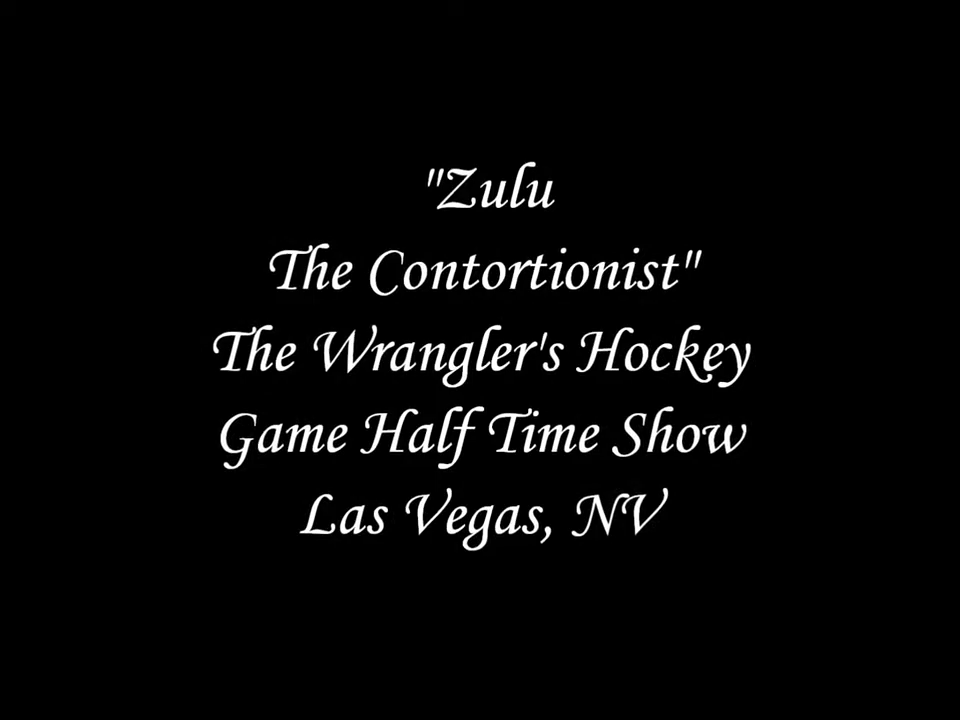 "Zulu
The Contortionist"
The Wrangler's Hockey
Game Half Time Show
Las Vegas, NV